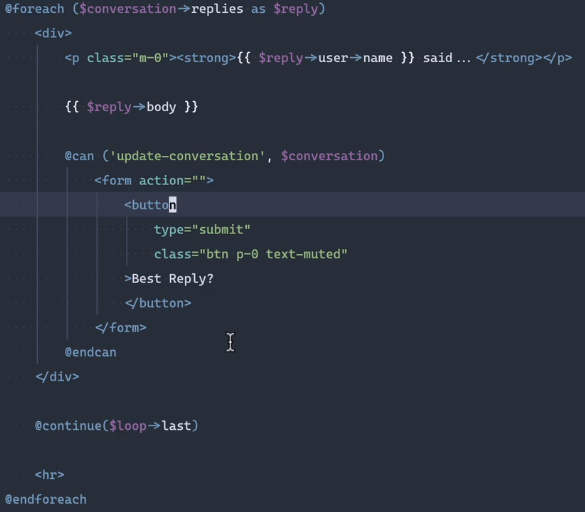 @foreach ($conversation->replies as $reply)
    <div>
        <p class="m-0"><strong>{{ $reply->user->name }} said...</strong></p>

        {{ $reply->body }}

        @can ('update-conversation', $conversation)
            <form action="">
                <button
                    type="submit"
                    class="btn p-0 text-muted"
                >Best Reply?
                </button>
            </form>
        @endcan
    </div>

    @continue($loop->last)

    <hr>
@endforeach